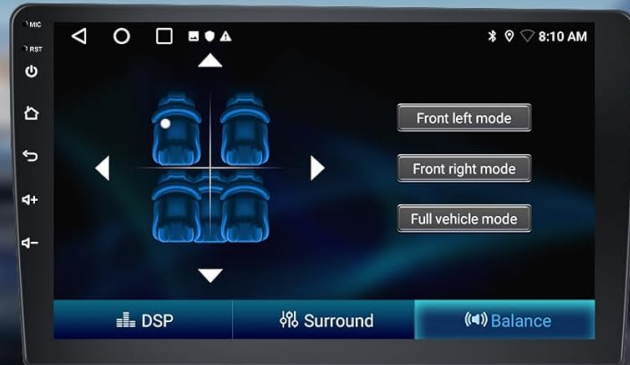 MIC
RST
8:10 AM
Front left mode
Front right mode
Full vehicle mode
DSP
Surround
Balance